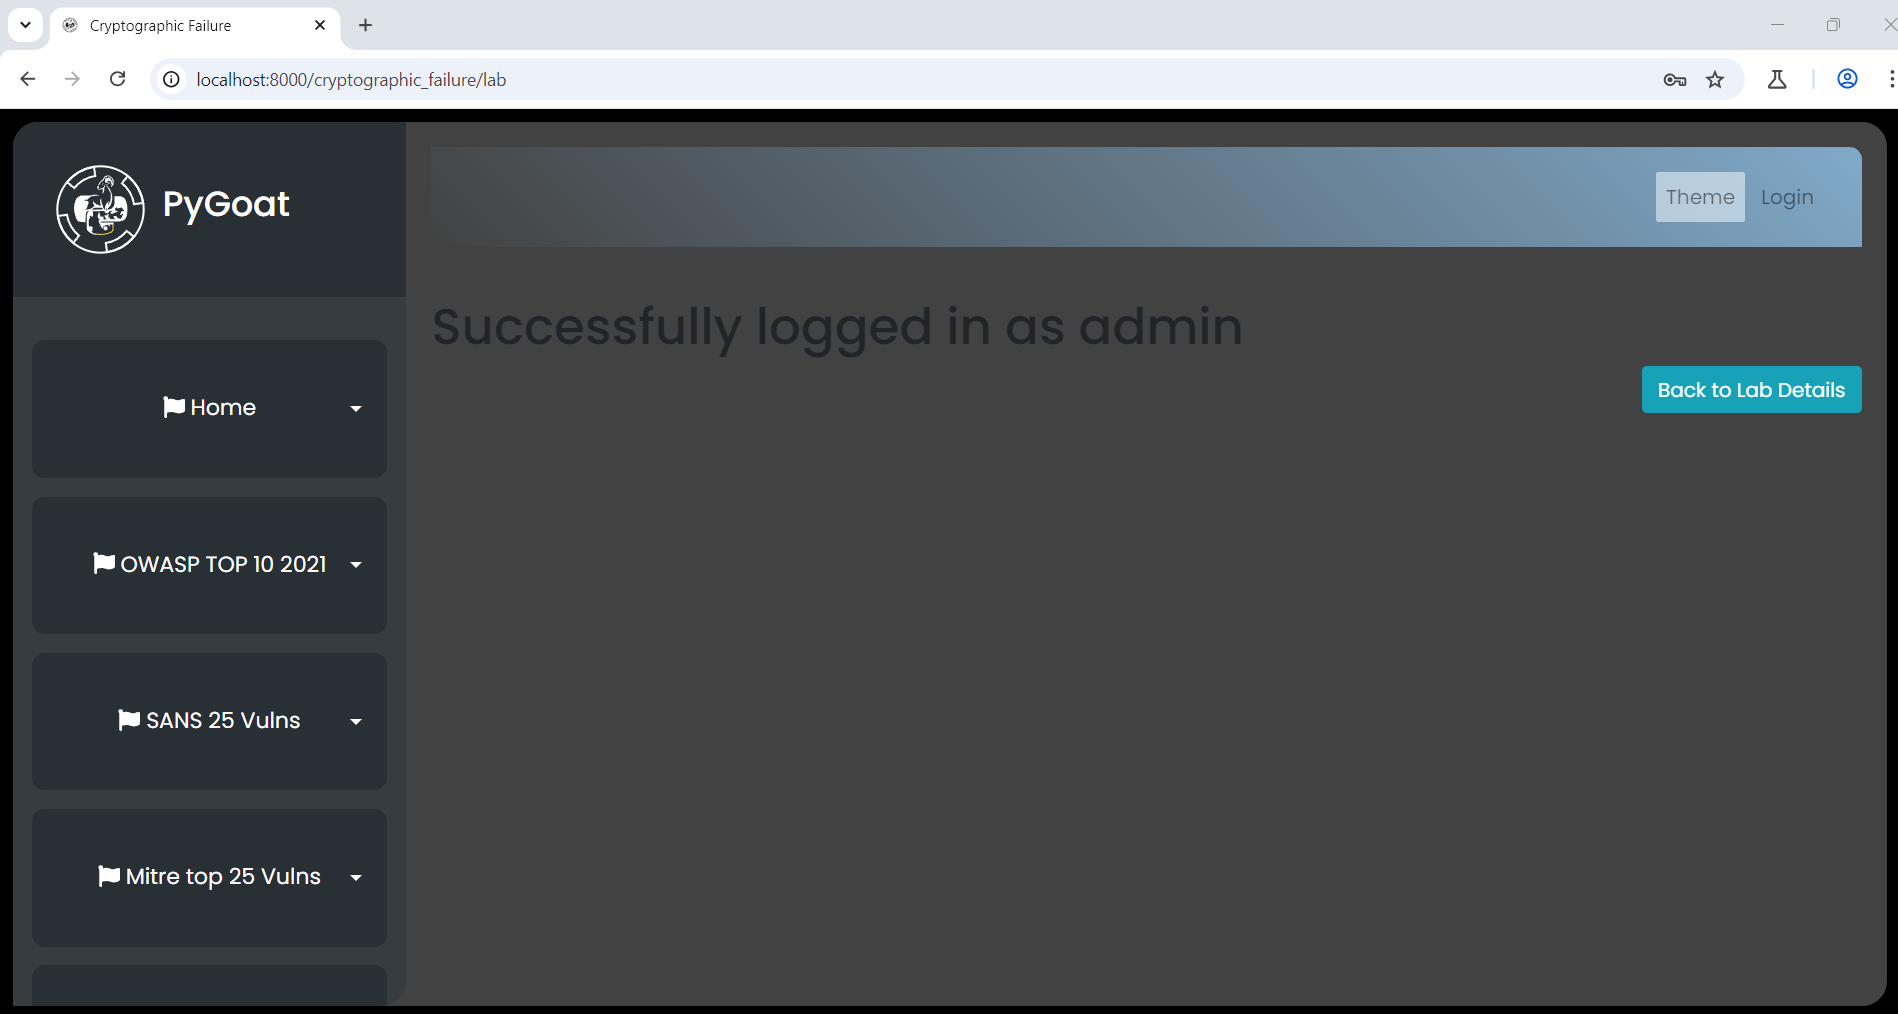 Cryptographic Failure
localhost:8000/cryptographic_failure/lab
PyGoat
Theme Login
Successfully logged in as admin
Back to Lab Details
Home
OWASP TOP 10 2021
SANS 25 Vulns
Mitre top 25 Vulns